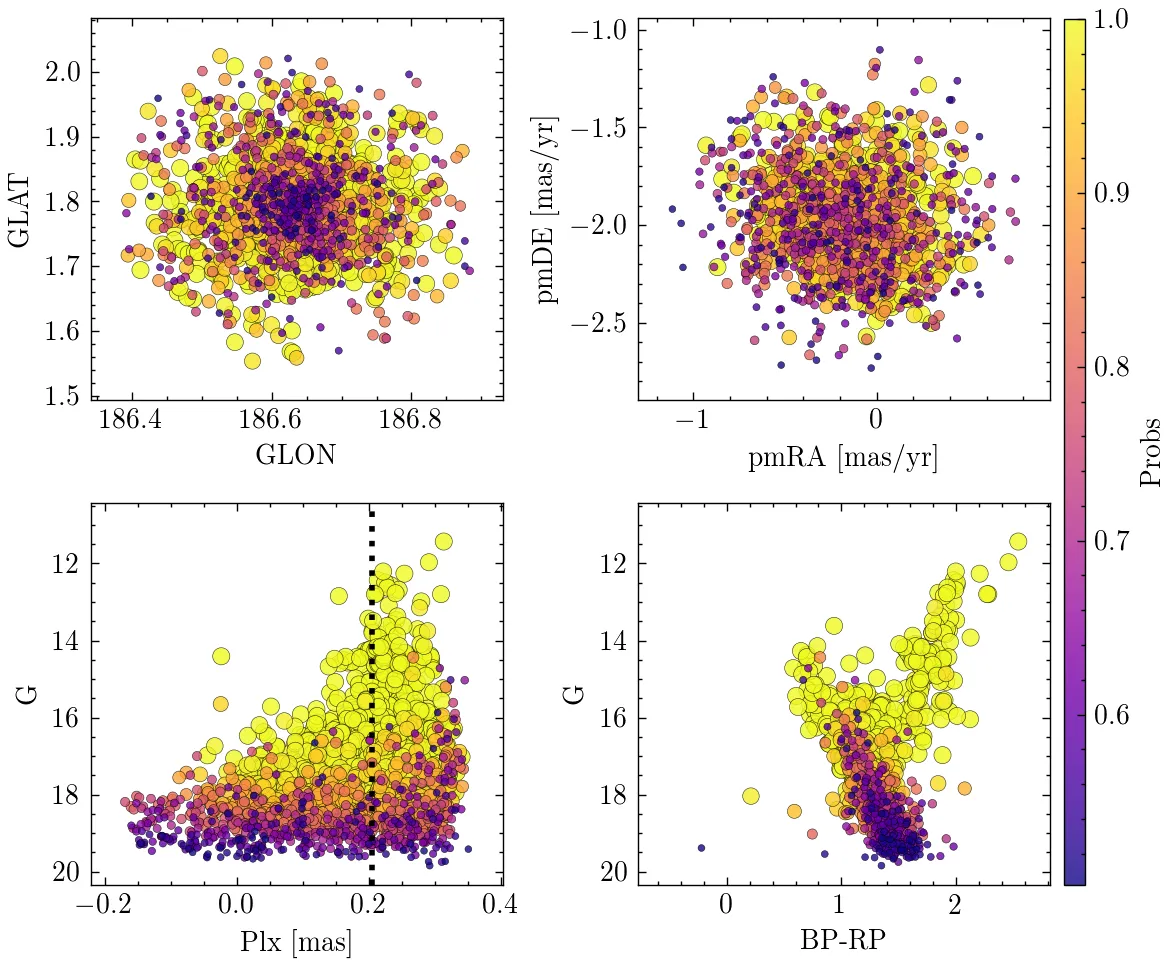 2.0
1.9
1.8
1.7
1.6
1.5
GLAT
186.4 186.6 186.8
GLON
−1.0
−1.5
−2.0
−2.5
pmDE [mas/yr]
−1 0
pmRA [mas/yr]
1.0
0.9
0.8
0.7
0.6
Probs
12
14
16
18
20
G
−0.2 0.0 0.2 0.4
Plx [mas]
12
14
16
18
20
G
0 1 2
BP-RP